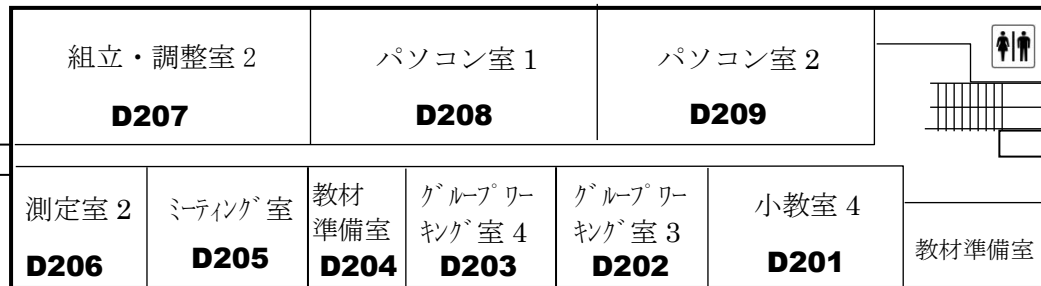 組立・調整室２
D207
パソコン室１
D208
パソコン室２
D209
測定室２
D206
ﾐｰﾃｨﾝｸﾞ室
D205
教材
準備室
D204
ｸﾞﾙｰﾌﾟﾜｰ
ｷﾝｸﾞ室４
D203
ｸﾞﾙｰﾌﾟﾜｰ
ｷﾝｸﾞ室３
D202
小教室４
D201
教材準備室